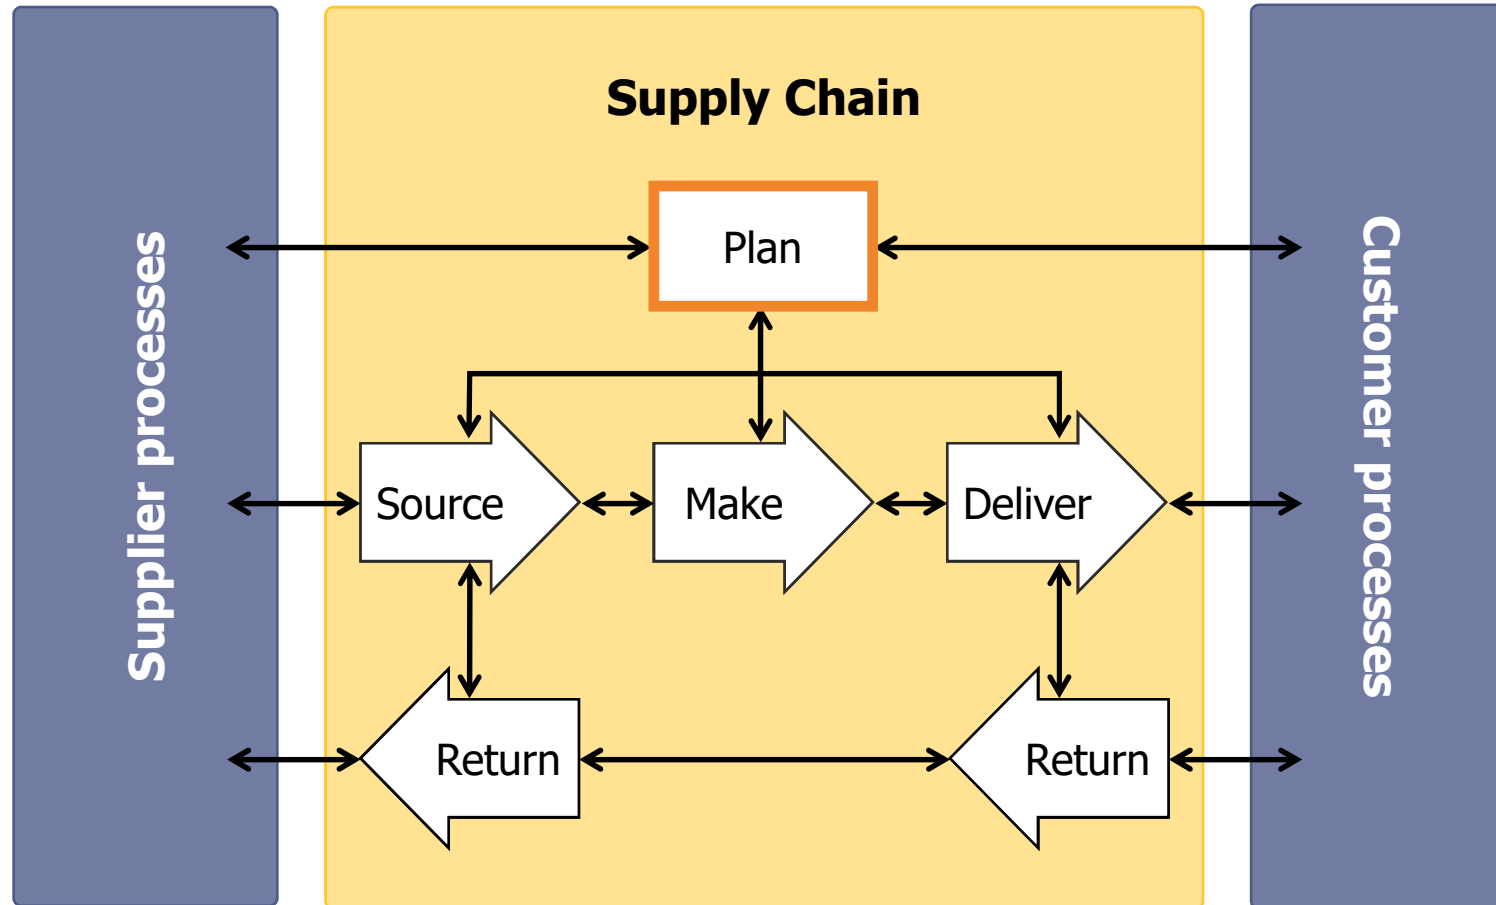 Supply Chain
Supplier processes
Plan
Customer processes
Source
Make
Deliver
Return
Return